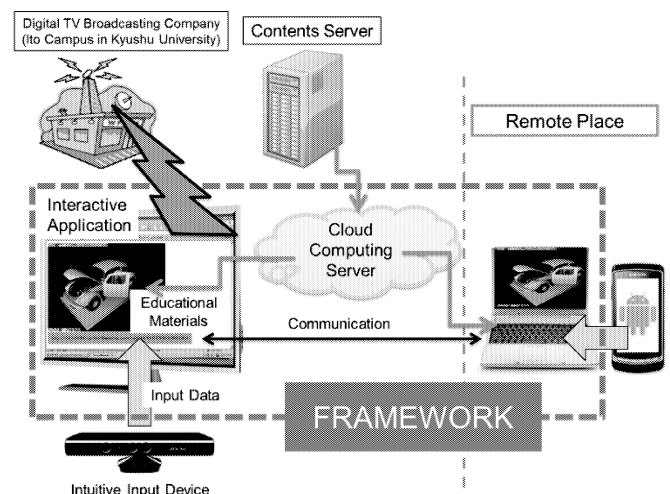 Digital TV Broadcasting Company
(Ito Campus in Kyushu University)
Contents Server
Remote Place
Interactive
Application
Cloud
Computing
Server
Educational
Materials
Communication
Input Data
FRAMEWORK
Intuitive Input Device